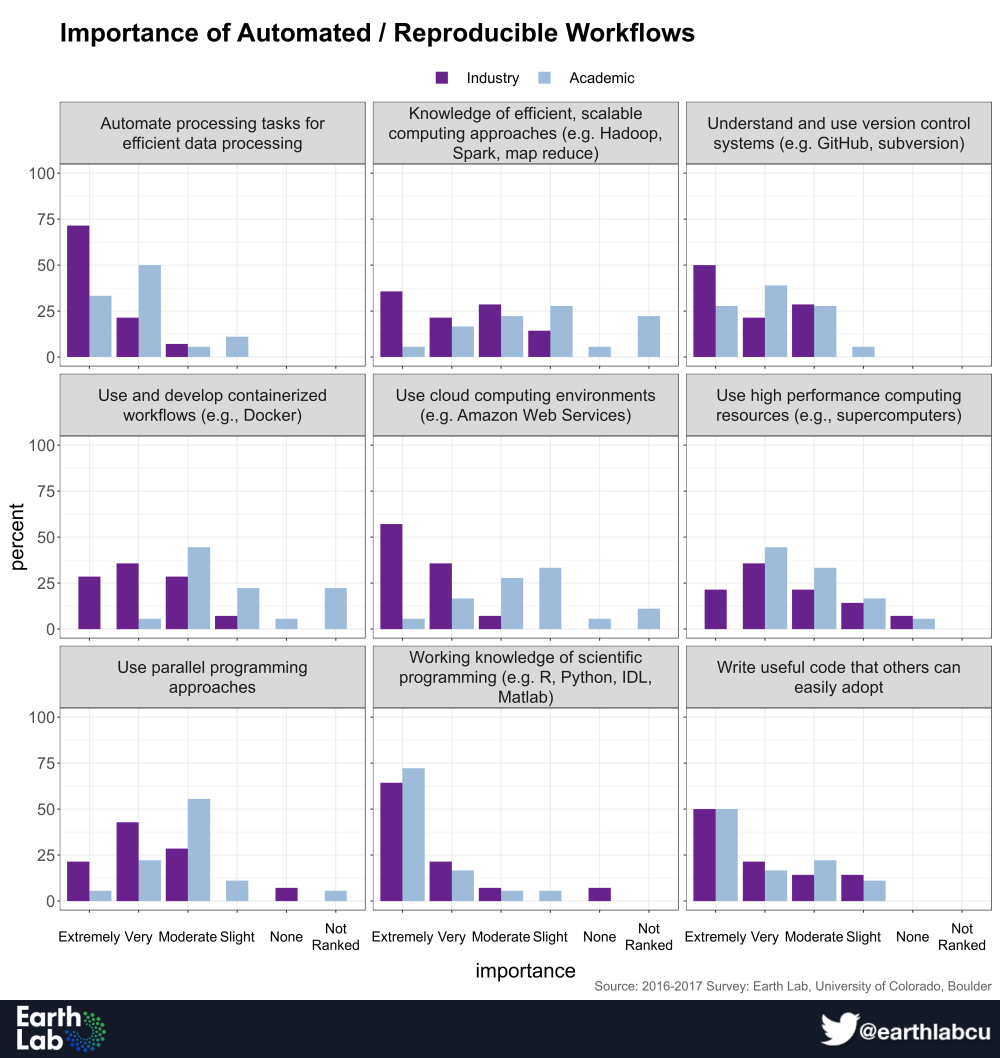 Importance of Automated / Reproducible Workflows
Industry Academic
Automate processing tasks for
efficient data processing
Knowledge of efficient, scalable
computing approaches (e.g. Hadoop,
Spark, map reduce)
Understand and use version control
systems (e.g. GitHub, subversion)
100
75
50
25
0
Use and develop containerized
workflows (e.g., Docker)
Use cloud computing environments
(e.g. Amazon Web Services)
Use high performance computing
resources (e.g., supercomputers)
100
75
50
25
0
percent
Use parallel programming
approaches
Working knowledge of scientific
programming (e.g. R, Python, IDL,
Matlab)
Write useful code that others can
easily adopt
100
75
50
25
0
Extremely Very Moderate Slight None Not Ranked
Extremely Very Moderate Slight None Not Ranked
Extremely Very Moderate Slight None Not Ranked
importance
Source: 2016-2017 Survey: Earth Lab, University of Colorado, Boulder
Earth
Lab
@earthlabcu